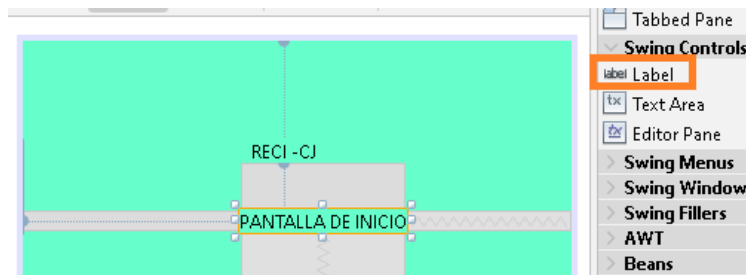 Tabbed Pane
Swing Controls
label Label
tx Text Area
Editor Pane
Swing Menus
Swing Window
Swing Fillers
AWT
Beans
RECI -CJ
PANTALLA DE INICIO